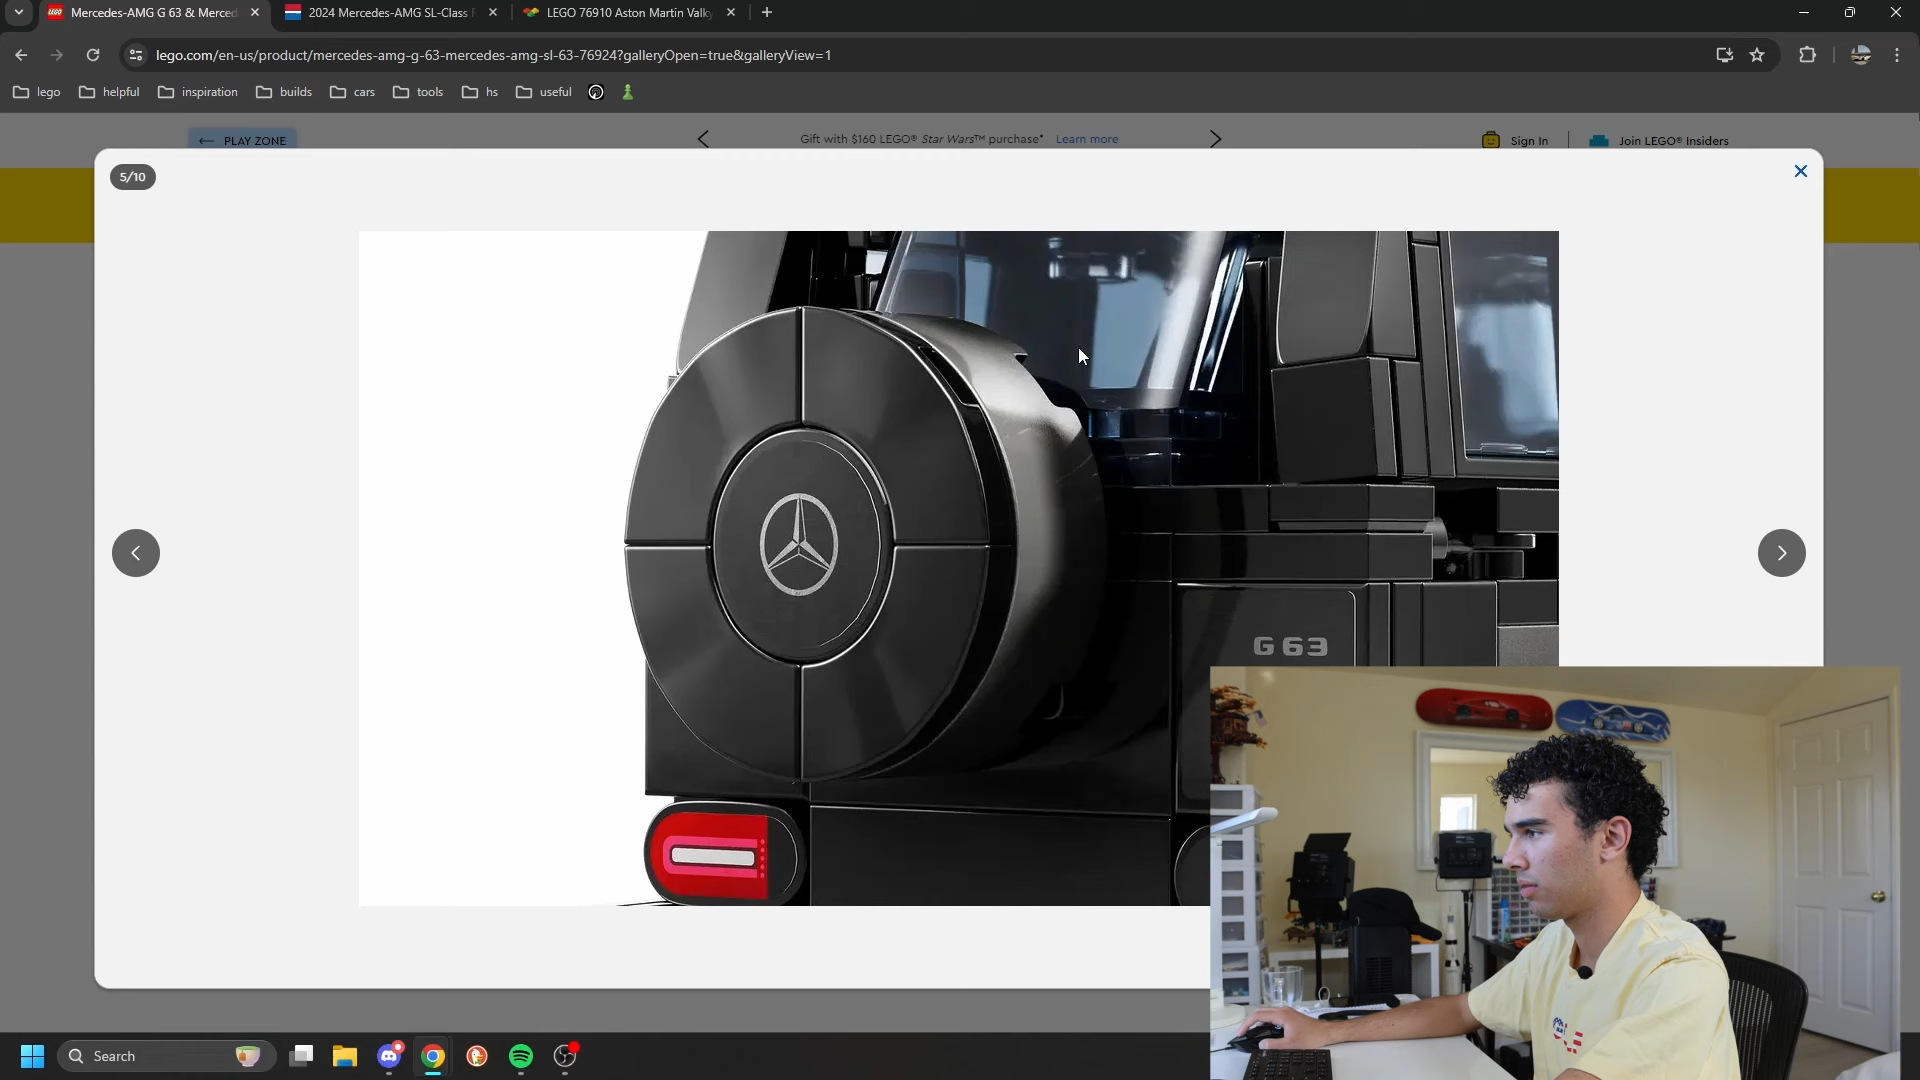 Mercedes-AMG G 63 & Merced
2024 Mercedes-AMG SL-Class
LEGO 76910 Aston Martin Valky
lego.com/en-us/product/mercedes-amg-g-63-mercedes-amg-sl-63-76924?galleryOpen=true&galleryView=1
lego
helpful
inspiration
builds
cars
tools
hs
useful
← PLAY ZONE
Gift with $160 LEGO® Star Wars™ purchase* Learn more
Sign In
Join LEGO® Insiders
5/10
G 63
Search